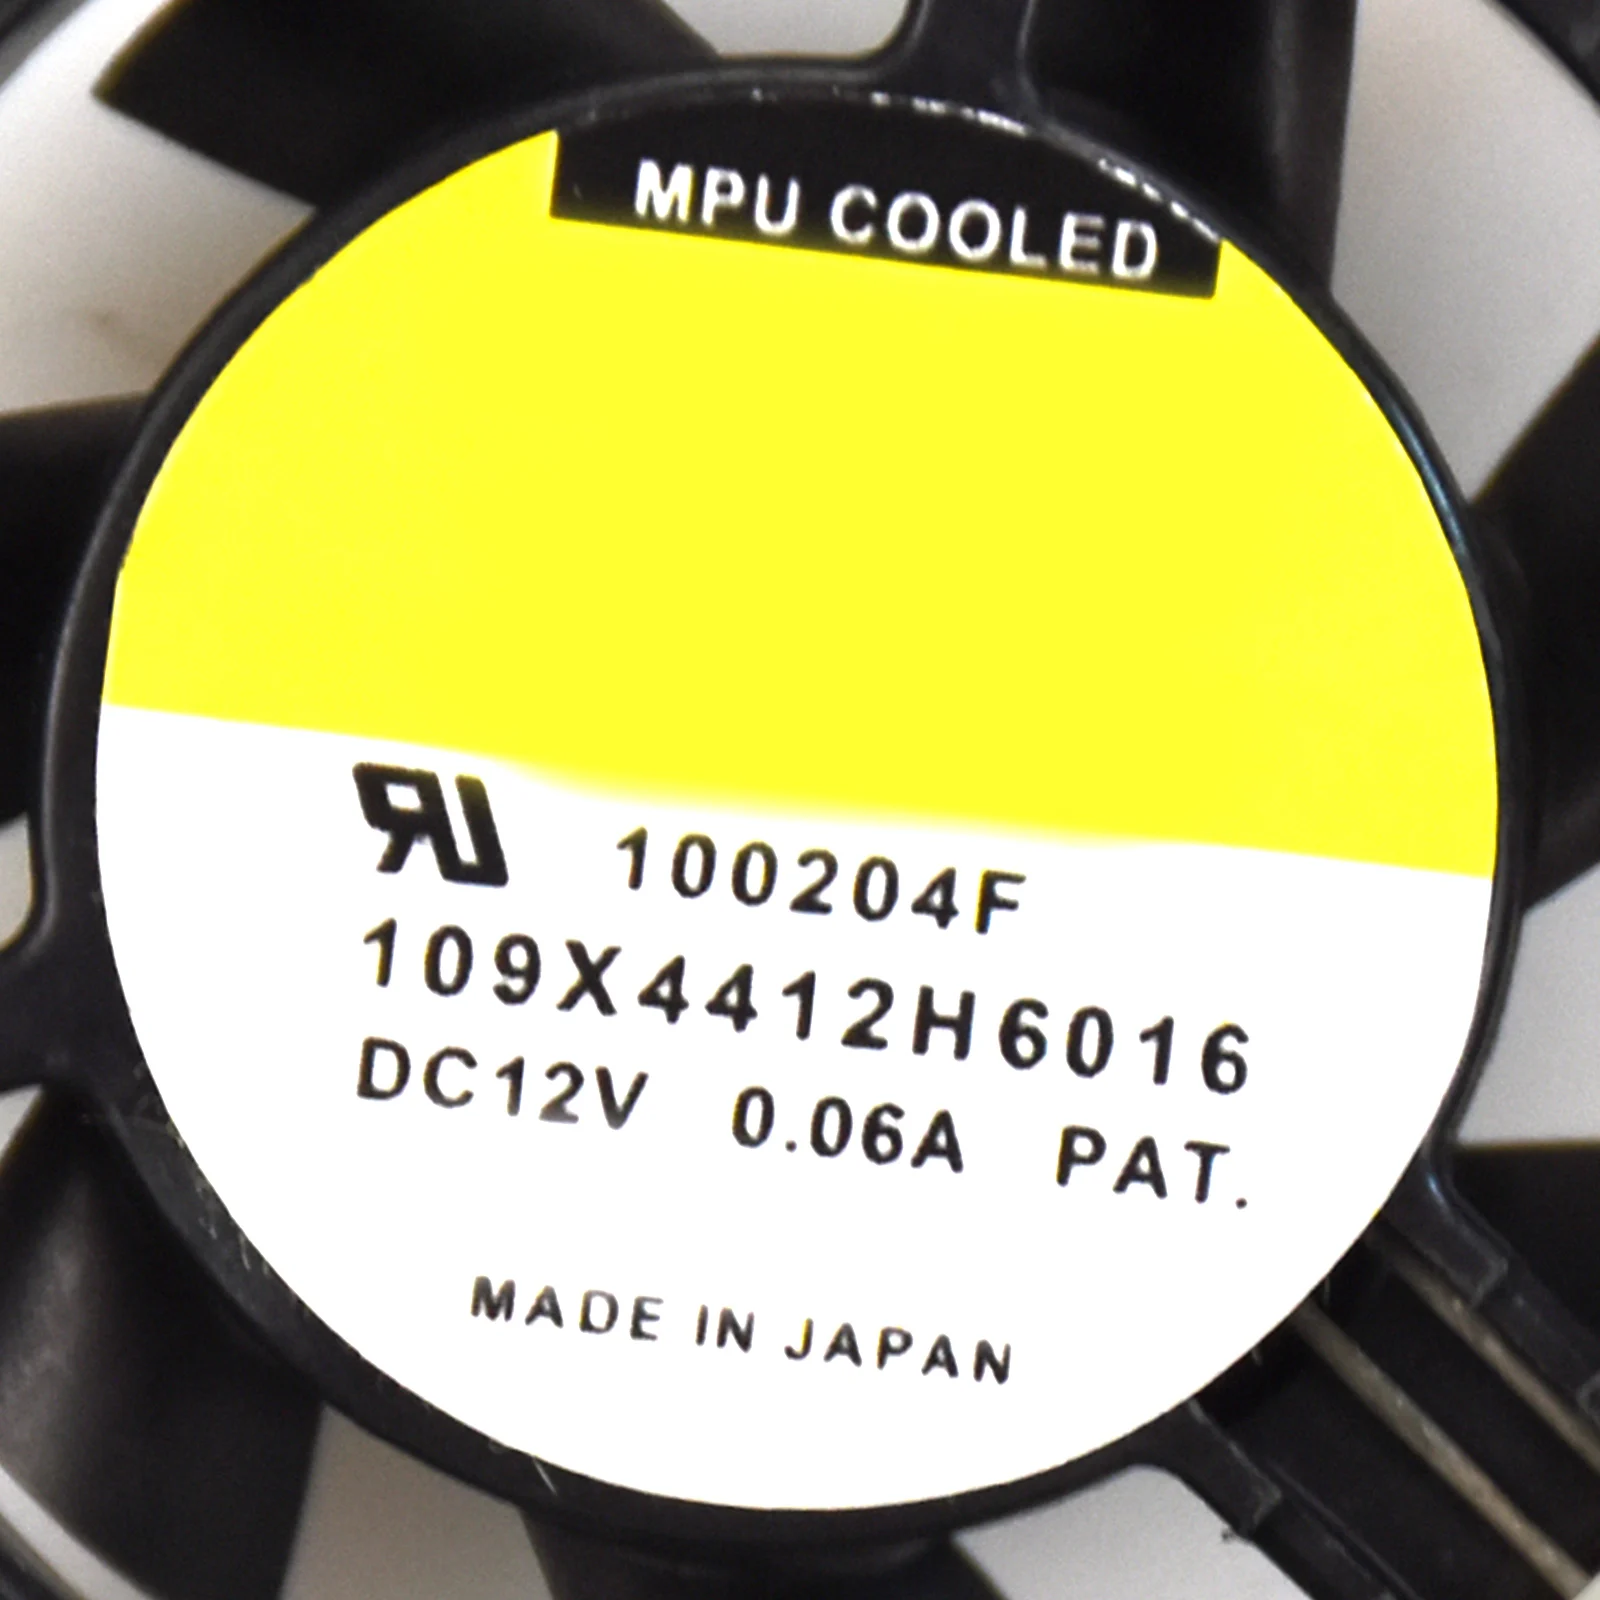 MPU COOLED
100204F
109X4412H6016
DC12V 0.06A PAT.
MADE IN JAPAN